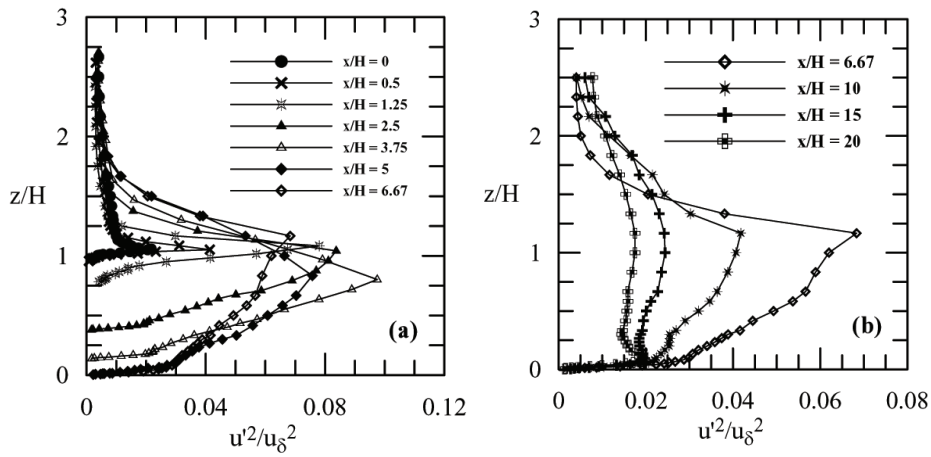 3
2
1
0
z/H
x/H = 0
x/H = 0.5
x/H = 1.25
x/H = 2.5
x/H = 3.75
x/H = 5
x/H = 6.67
(a)
0 0.04 0.08 0.12
u'²/u_δ²
3
2
1
0
z/H
x/H = 6.67
x/H = 10
x/H = 15
x/H = 20
(b)
0 0.02 0.04 0.06 0.08
u'²/u_δ²